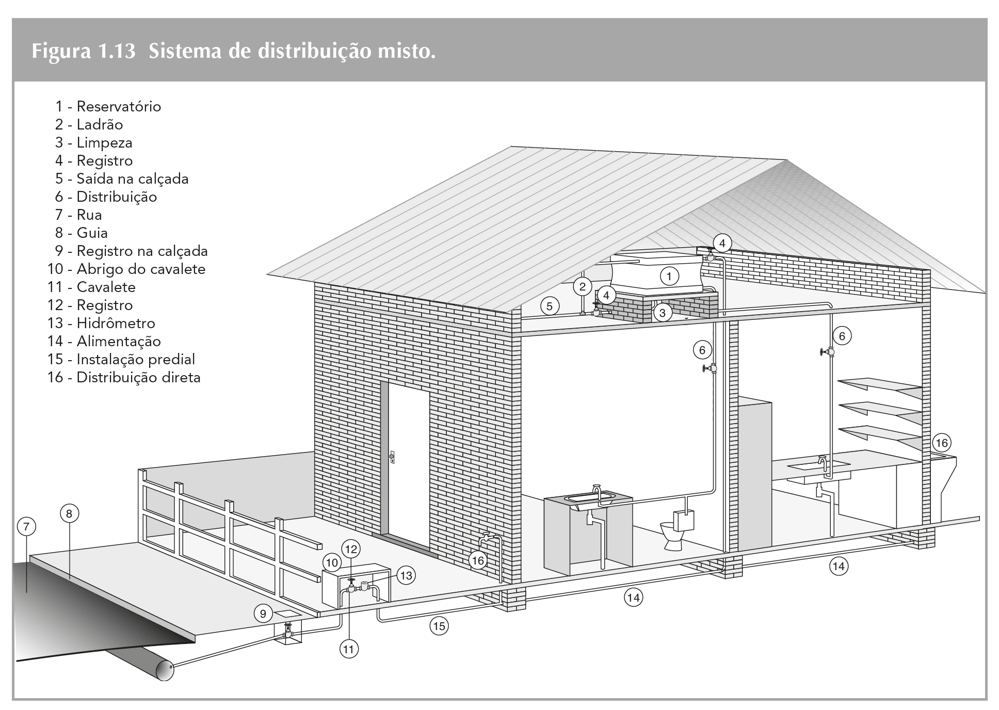 Figura 1.13 Sistema de distribuição misto.
1 - Reservatório
2 - Ladrão
3 - Limpeza
4 - Registro
5 - Saída na calçada
6 - Distribuição
7 - Rua
8 - Guia
9 - Registro na calçada
10 - Abrigo do cavalete
11 - Cavalete
12 - Registro
13 - Hidrômetro
14 - Alimentação
15 - Instalação predial
16 - Distribuição direta
4
1
2
4
5
3
6
6
16
8
7
12
10
16
13
14
14
9
15
11